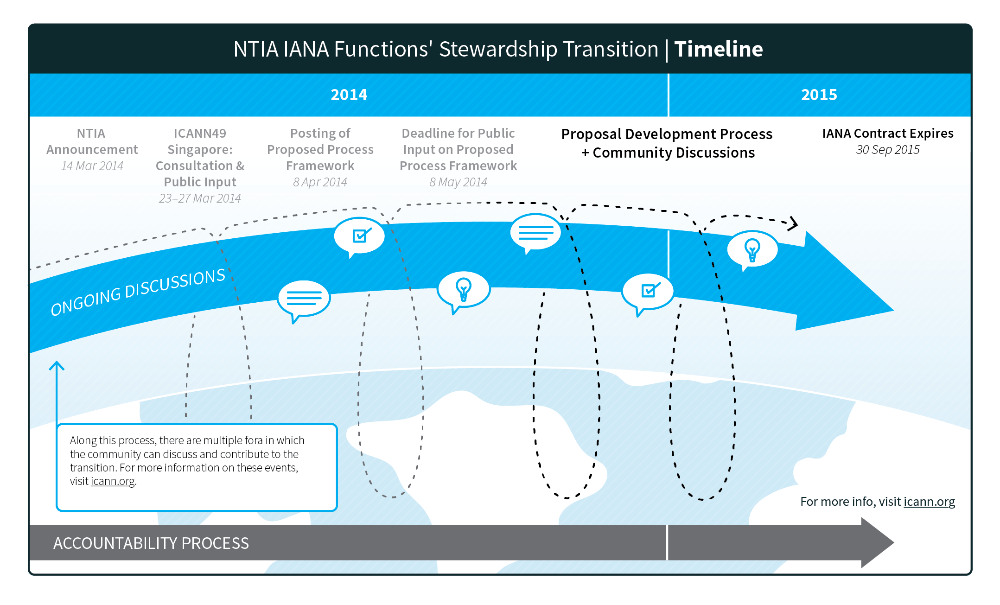 NTIA IANA Functions' Stewardship Transition | Timeline
2014
2015
NTIA
Announcement
14 Mar 2014
ICANN49
Singapore:
Consultation &
Public Input
23–27 Mar 2014
Posting of
Proposed Process
Framework
8 Apr 2014
Deadline for Public
Input on Proposed
Process Framework
8 May 2014
Proposal Development Process
+ Community Discussions
IANA Contract Expires
30 Sep 2015
ONGOING DISCUSSIONS
Along this process, there are multiple fora in which
the community can discuss and contribute to the
transition. For more information on these events,
visit icann.org.
For more info, visit icann.org
ACCOUNTABILITY PROCESS